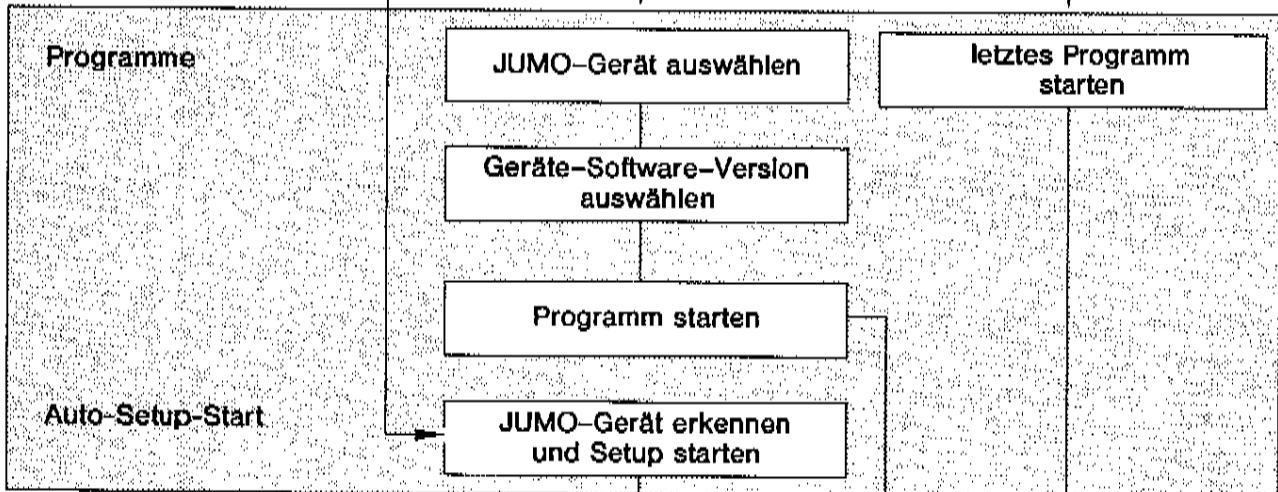 Programme
JUMO-Gerät auswählen
letztes Programm
starten
Geräte-Software-Version
auswählen
Programm starten
Auto-Setup-Start
JUMO-Gerät erkennen
und Setup starten